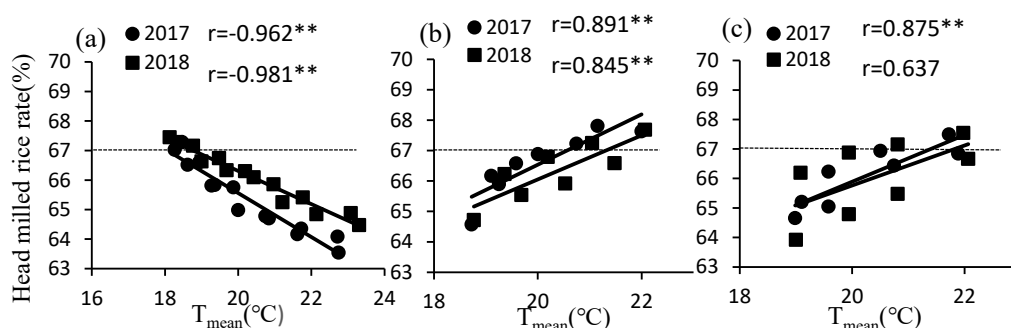 (a) 2017 r=-0.962**
2018 r=-0.981**
(b) 2017 r=0.891**
2018 r=0.845**
(c) 2017 r=0.875**
2018 r=0.637
Head milled rice rate(%)
70
69
68
67
66
65
64
63
16 18 20 22 24
Tmean(℃)
70
69
68
67
66
65
64
63
18 20 22
Tmean(℃)
70
69
68
67
66
65
64
63
18 20 22
Tmean(℃)